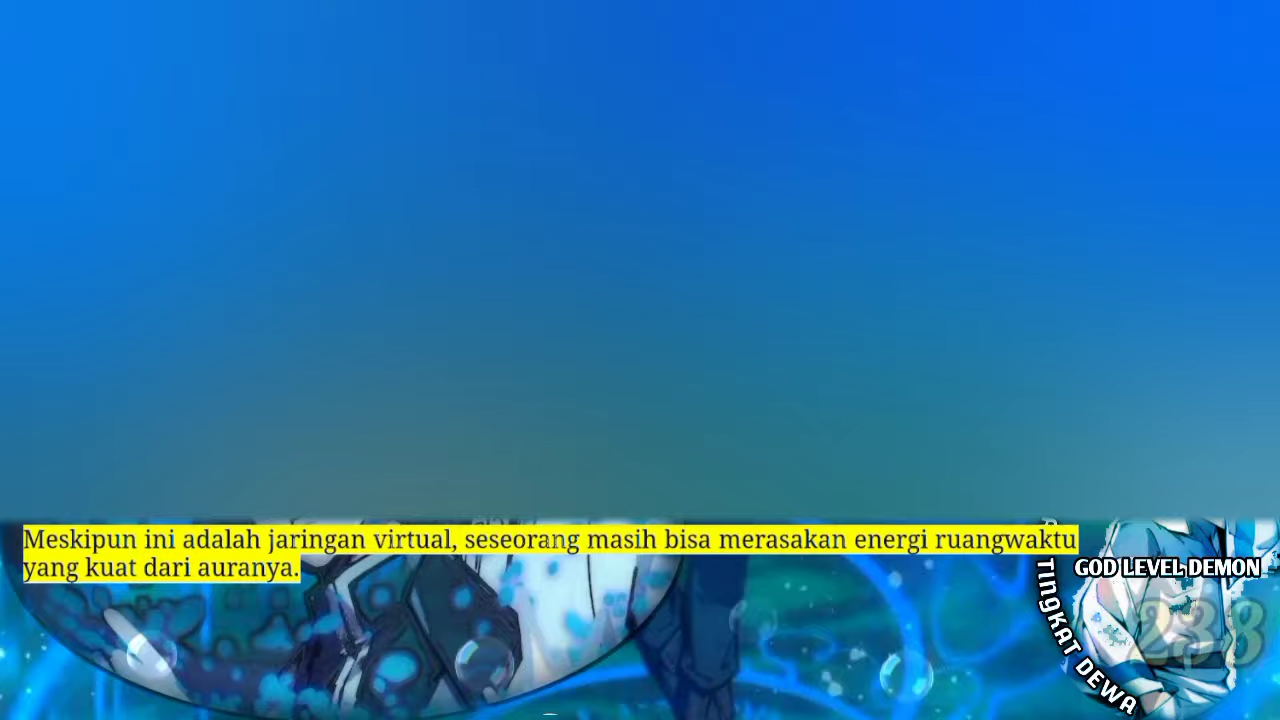 Meskipun ini adalah jaringan virtual, seseorang masih bisa merasakan energi ruangwaktu
yang kuat dari auranya.
GOD LEVEL DEMON
TINGKAT DEWA
238